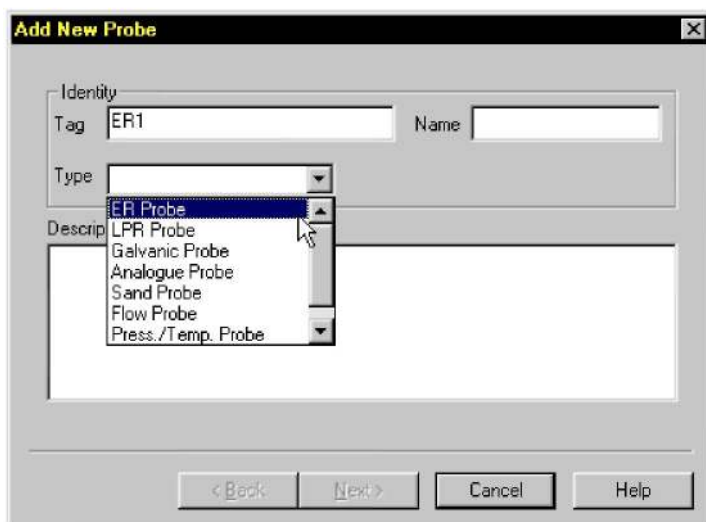 Add New Probe
Identity
Tag ER1 Name
Type
ER Probe
Descrip
LPR Probe
Galvanic Probe
Analogue Probe
Sand Probe
Flow Probe
Press./Temp. Probe
< Back Next > Cancel Help